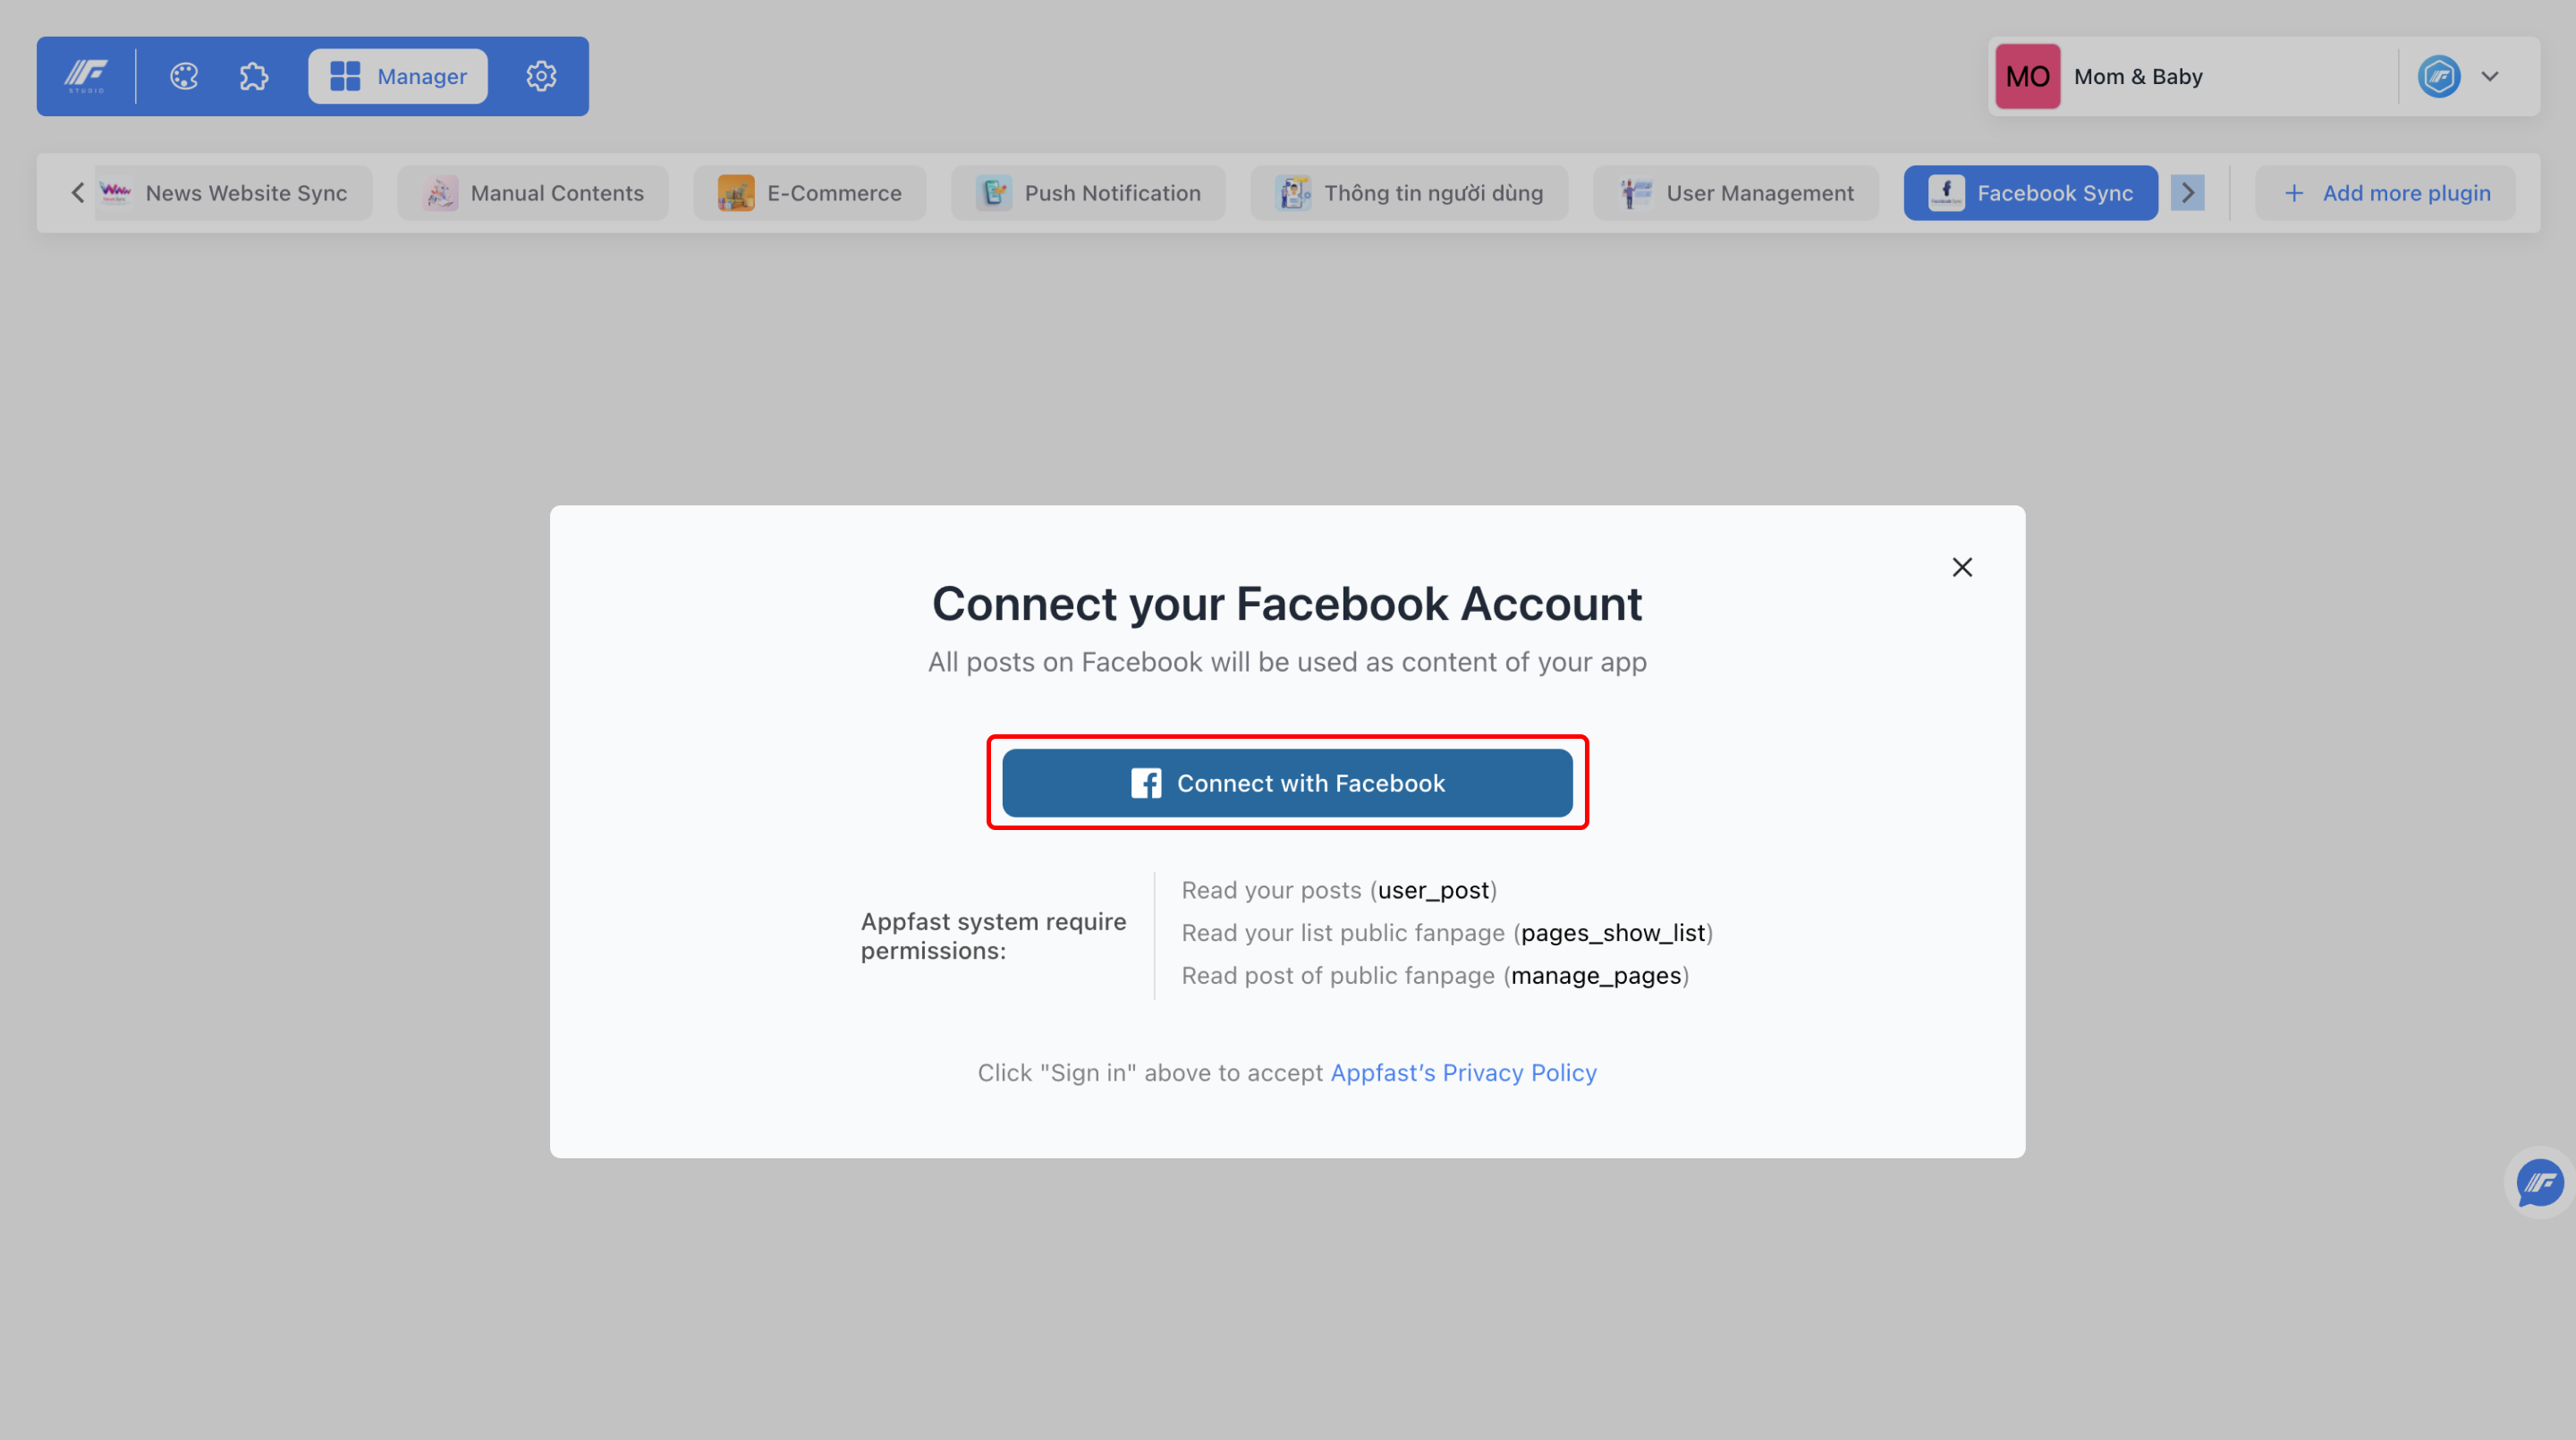 STUDIO
Manager
MO
Mom & Baby
News Website Sync
Manual Contents
E-Commerce
Push Notification
Thông tin người dùng
User Management
Facebook Sync
+ Add more plugin
Connect your Facebook Account
All posts on Facebook will be used as content of your app
Connect with Facebook
Appfast system require
permissions:
Read your posts (user_post)
Read your list public fanpage (pages_show_list)
Read post of public fanpage (manage_pages)
Click "Sign in" above to accept Appfast’s Privacy Policy